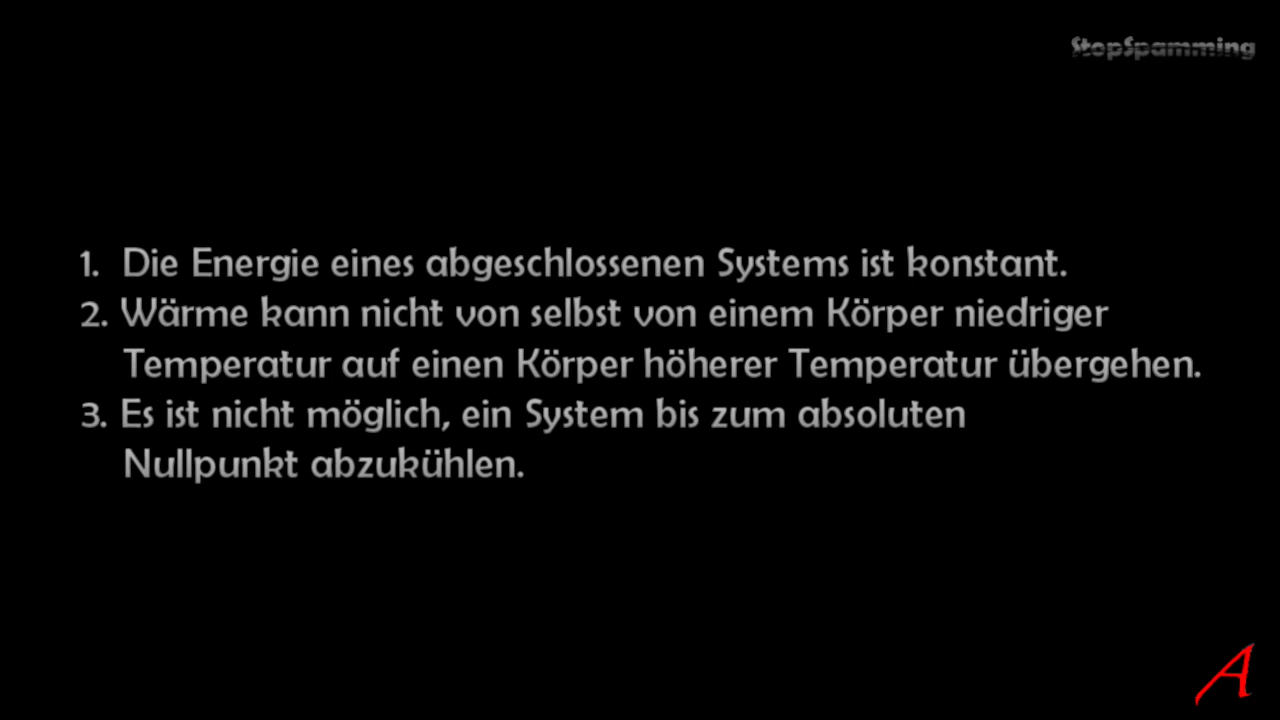 StopSpamming
1. Die Energie eines abgeschlossenen Systems ist konstant.
2. Wärme kann nicht von selbst von einem Körper niedriger
Temperatur auf einen Körper höherer Temperatur übergehen.
3. Es ist nicht möglich, ein System bis zum absoluten
Nullpunkt abzukühlen.
A